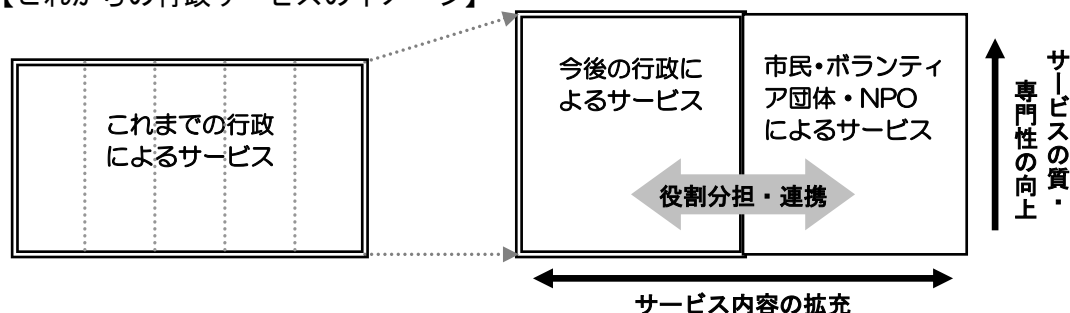 【これからの行政サービスのイメージ】
これまでの行政
によるサービス
今後の行政に
よるサービス
市民・ボランティ
ア団体・NPO
によるサービス
役割分担・連携
サービスの質・
専門性の向上
サービス内容の拡充